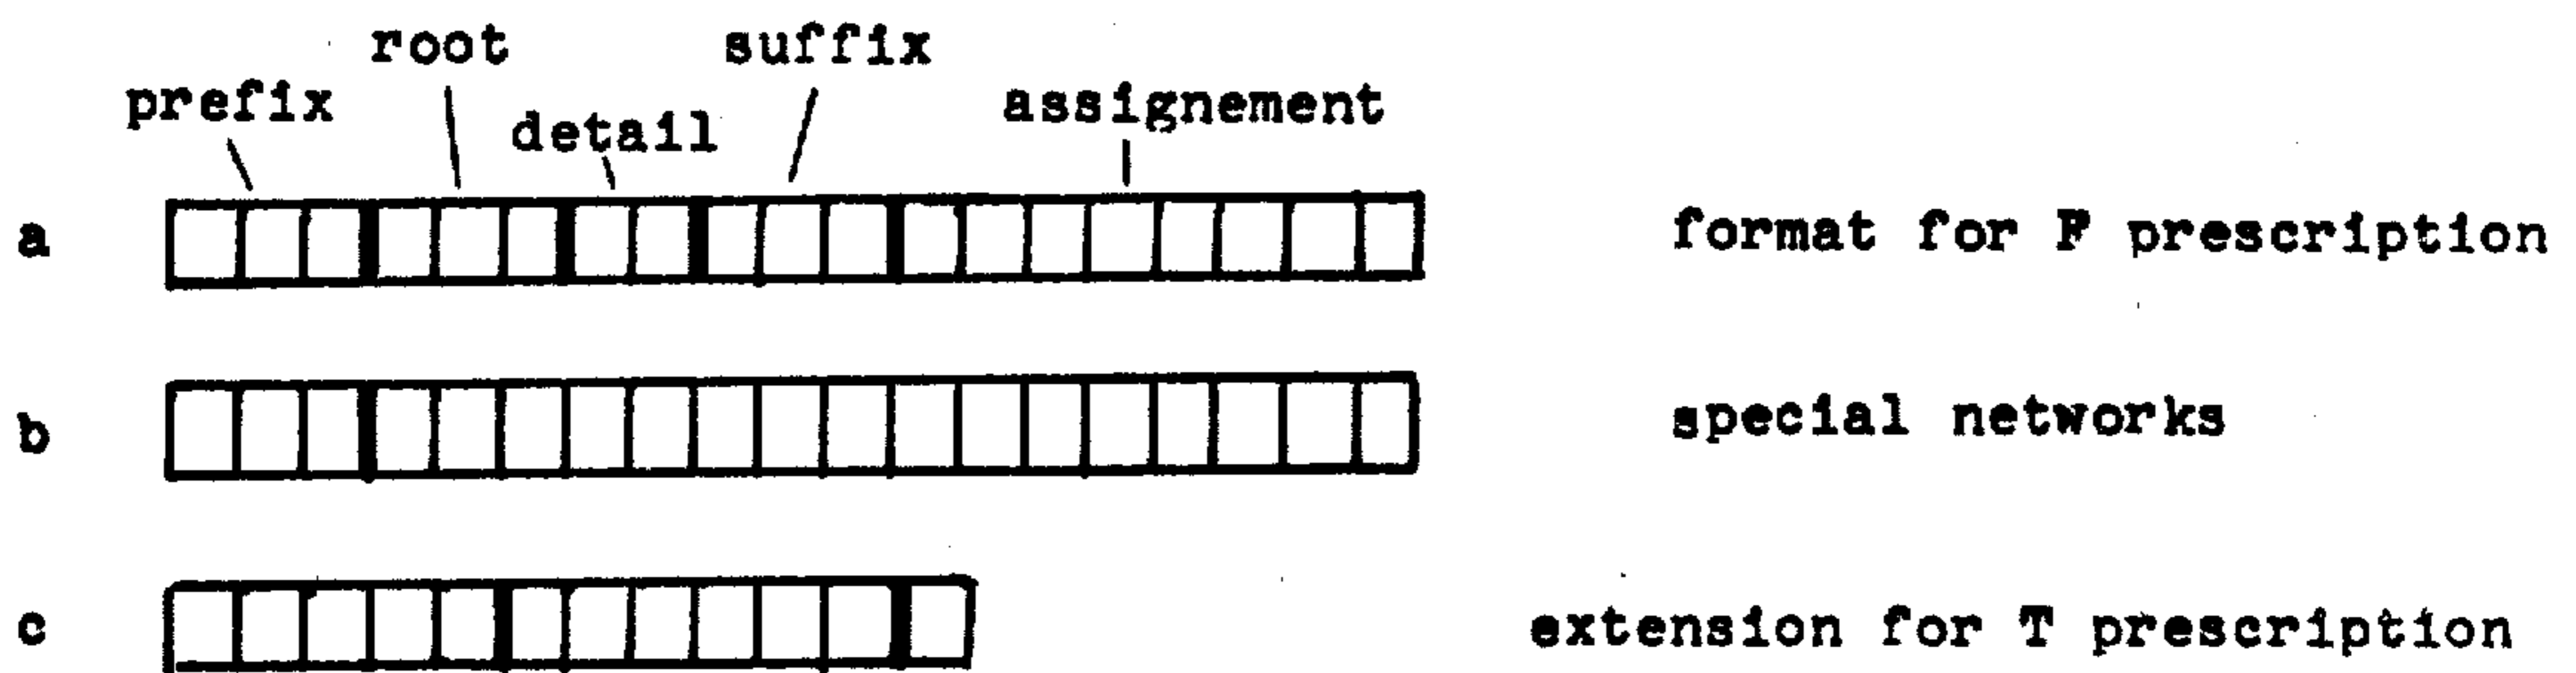 root suffix
prefix assignement
detail
a format for F prescription
b special networks
c extension for T prescription